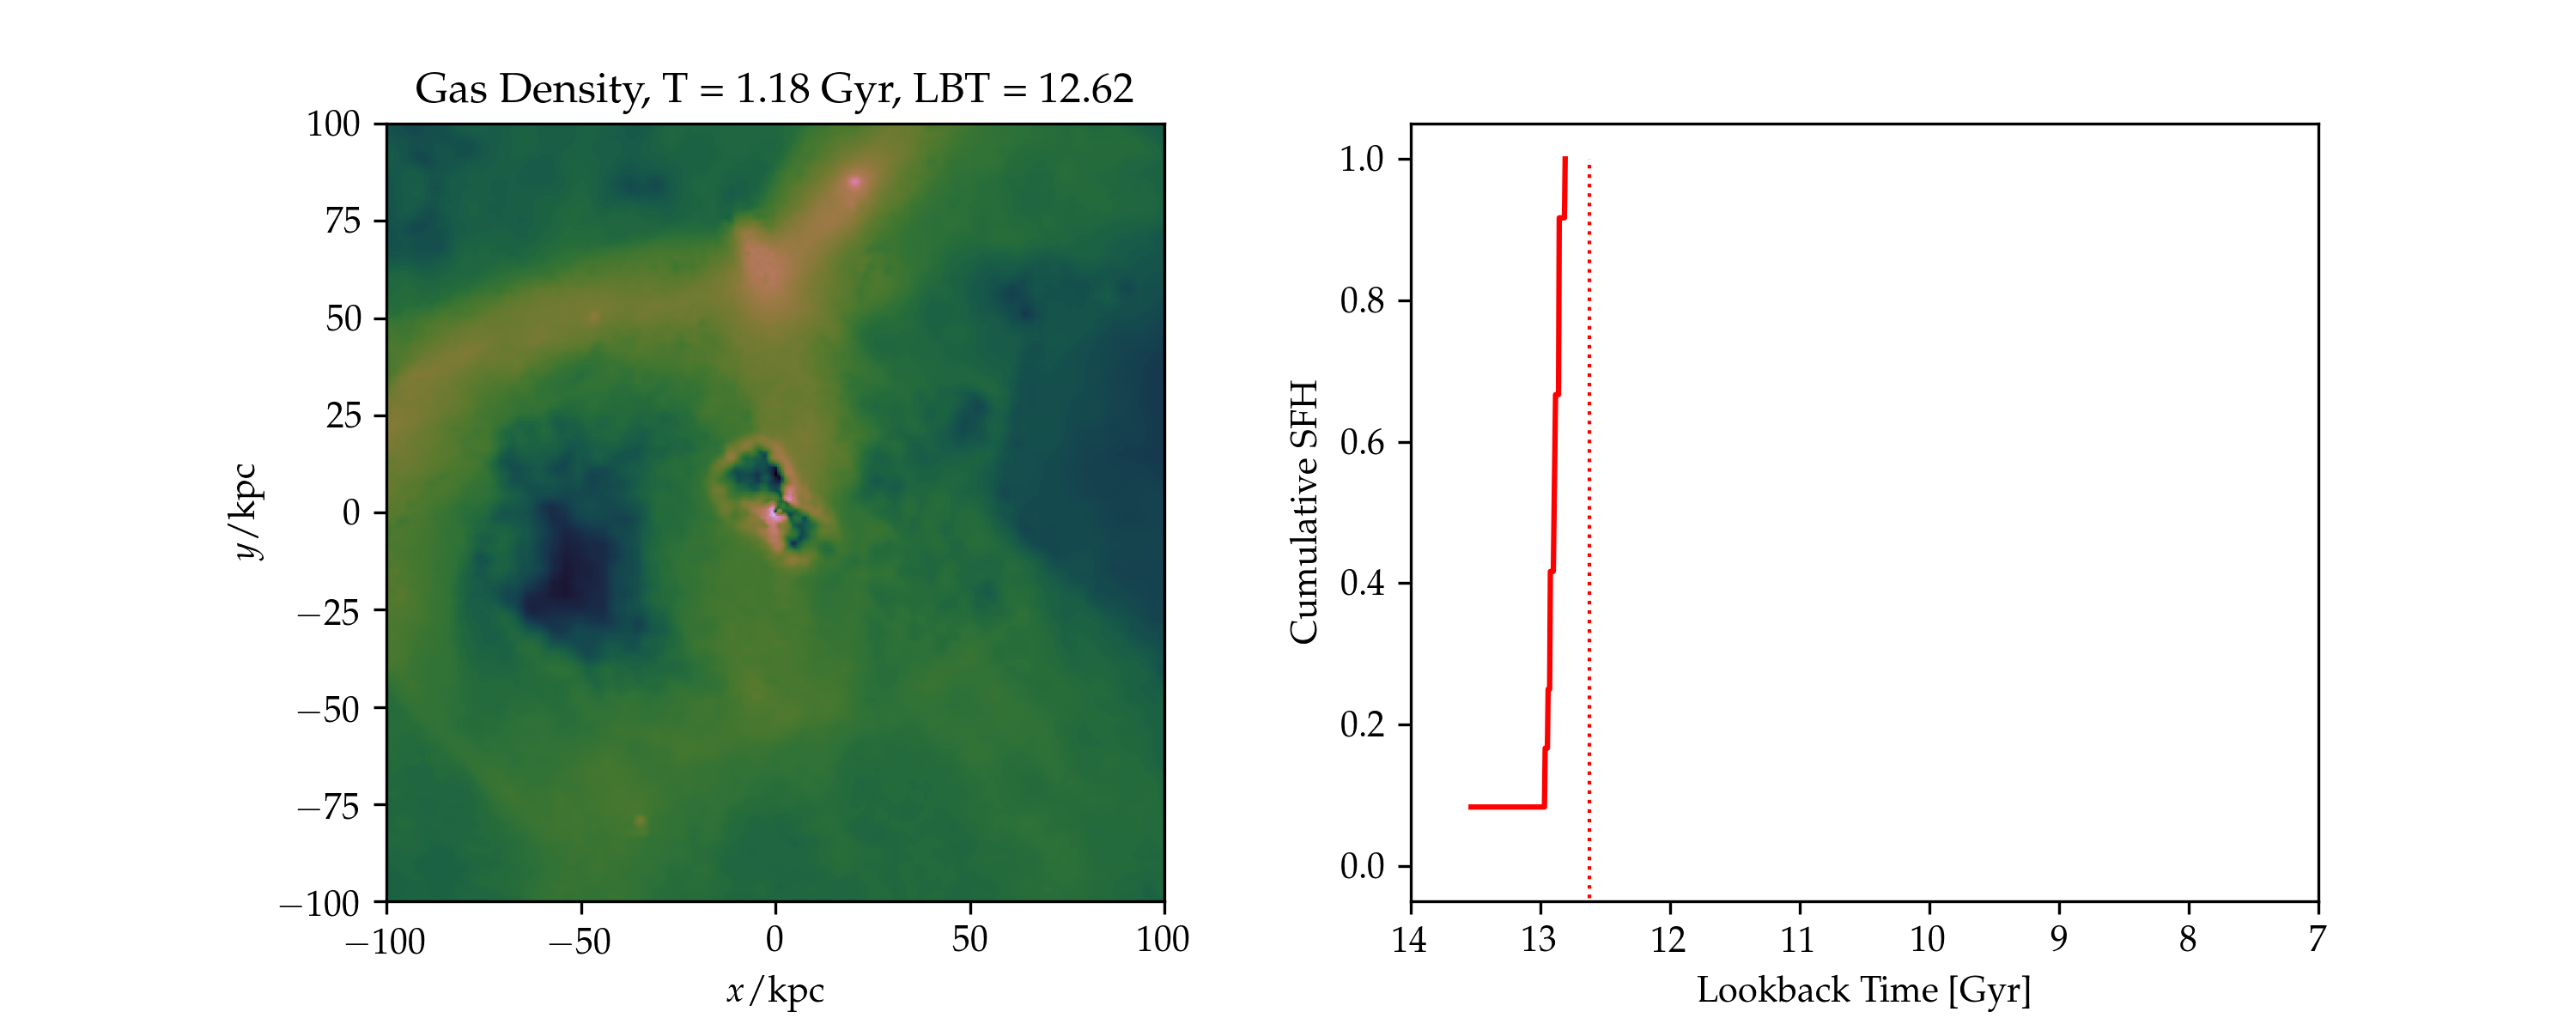 Gas Density, T = 1.18 Gyr, LBT = 12.62
100
75
50
25
0
−25
−50
−75
−100
y/kpc
−100 −50 0 50 100
x/kpc
1.0
0.8
0.6
0.4
0.2
0.0
Cumulative SFH
14 13 12 11 10 9 8 7
Lookback Time [Gyr]